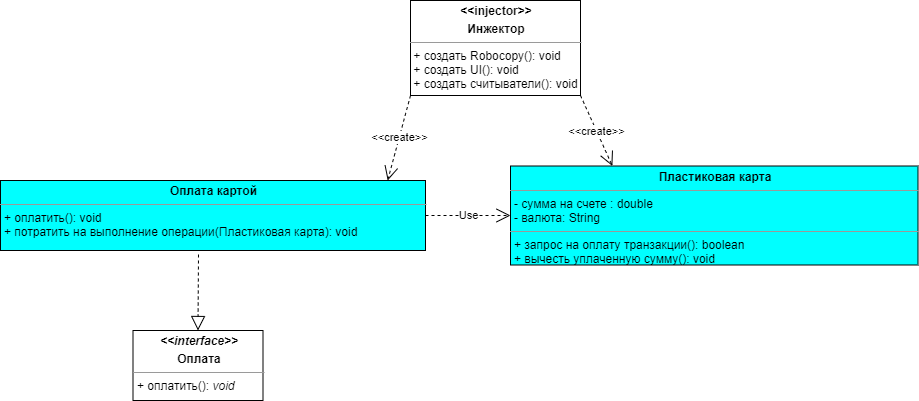 <<injector>>
Инжектор
+ создать Robocopy(): void
+ создать UI(): void
+ создать считыватели(): void
<<create>>
<<create>>
Оплата картой
+ оплатить(): void
+ потратить на выполнение операции(Пластиковая карта): void
Use
Пластиковая карта
- сумма на счете : double
- валюта: String
+ запрос на оплату транзакции(): boolean
+ вычесть уплаченную сумму(): void
<<interface>>
Оплата
+ оплатить(): void